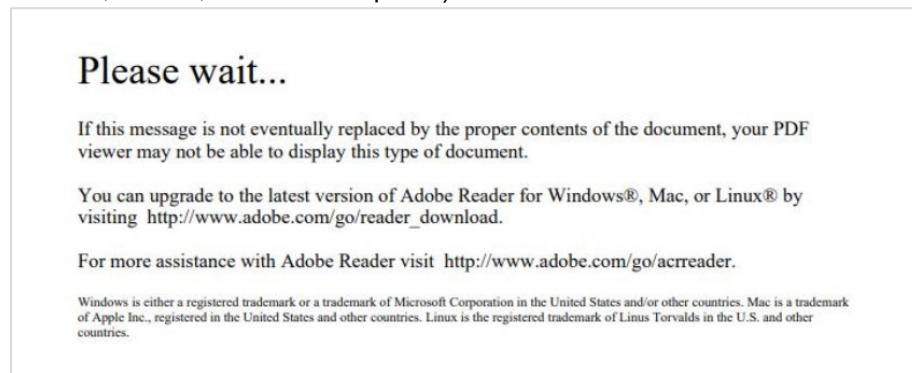 Please wait...
If this message is not eventually replaced by the proper contents of the document, your PDF
viewer may not be able to display this type of document.
You can upgrade to the latest version of Adobe Reader for Windows®, Mac, or Linux® by
visiting http://www.adobe.com/go/reader_download.
For more assistance with Adobe Reader visit http://www.adobe.com/go/acrreader.
Windows is either a registered trademark or a trademark of Microsoft Corporation in the United States and/or other countries. Mac is a trademark
of Apple Inc., registered in the United States and other countries. Linux is the registered trademark of Linus Torvalds in the U.S. and other
countries.